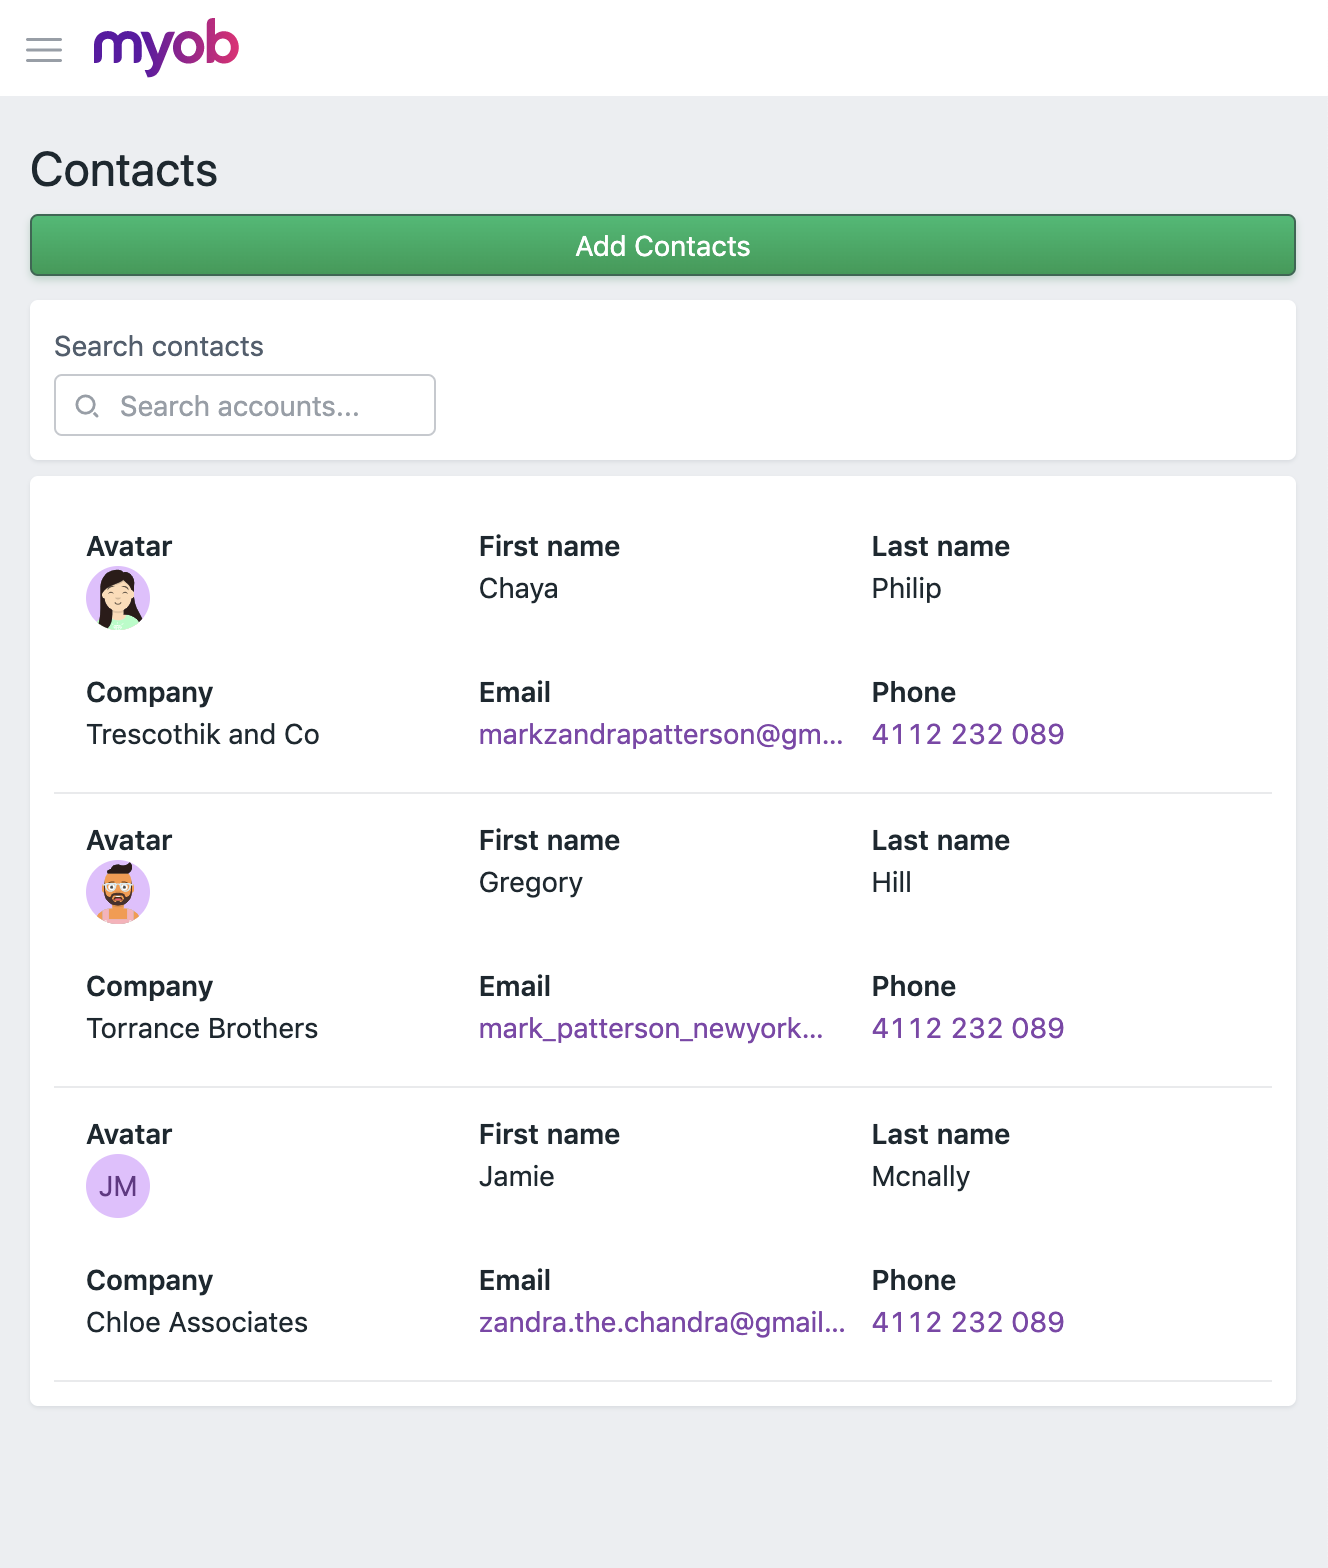 myob
Contacts
Add Contacts
Search contacts
Search accounts...
Avatar First name Last name
Chaya Philip
Company Email Phone
Trescothik and Co markzandrapatterson@gm... 4112 232 089
Avatar First name Last name
Gregory Hill
Company Email Phone
Torrance Brothers mark_patterson_newyork... 4112 232 089
Avatar First name Last name
JM Jamie Mcnally
Company Email Phone
Chloe Associates zandra.the.chandra@gmail... 4112 232 089